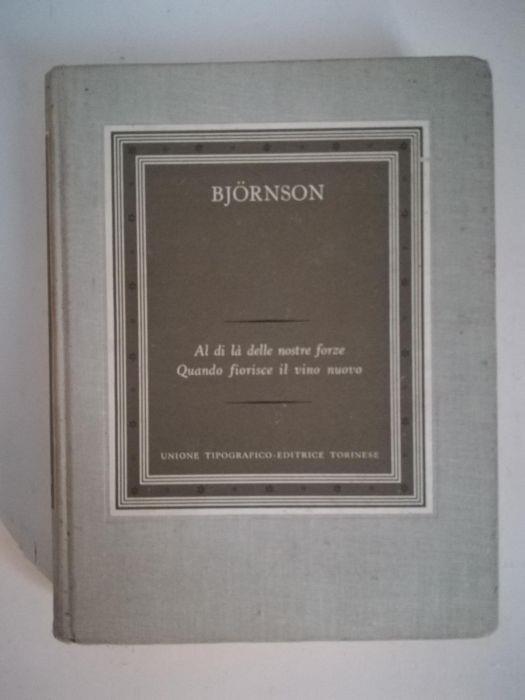 BJÖRNSON
Al di là delle nostre forze
Quando fiorisce il vino nuovo
UNIONE TIPOGRAFICO-EDITRICE TORINESE